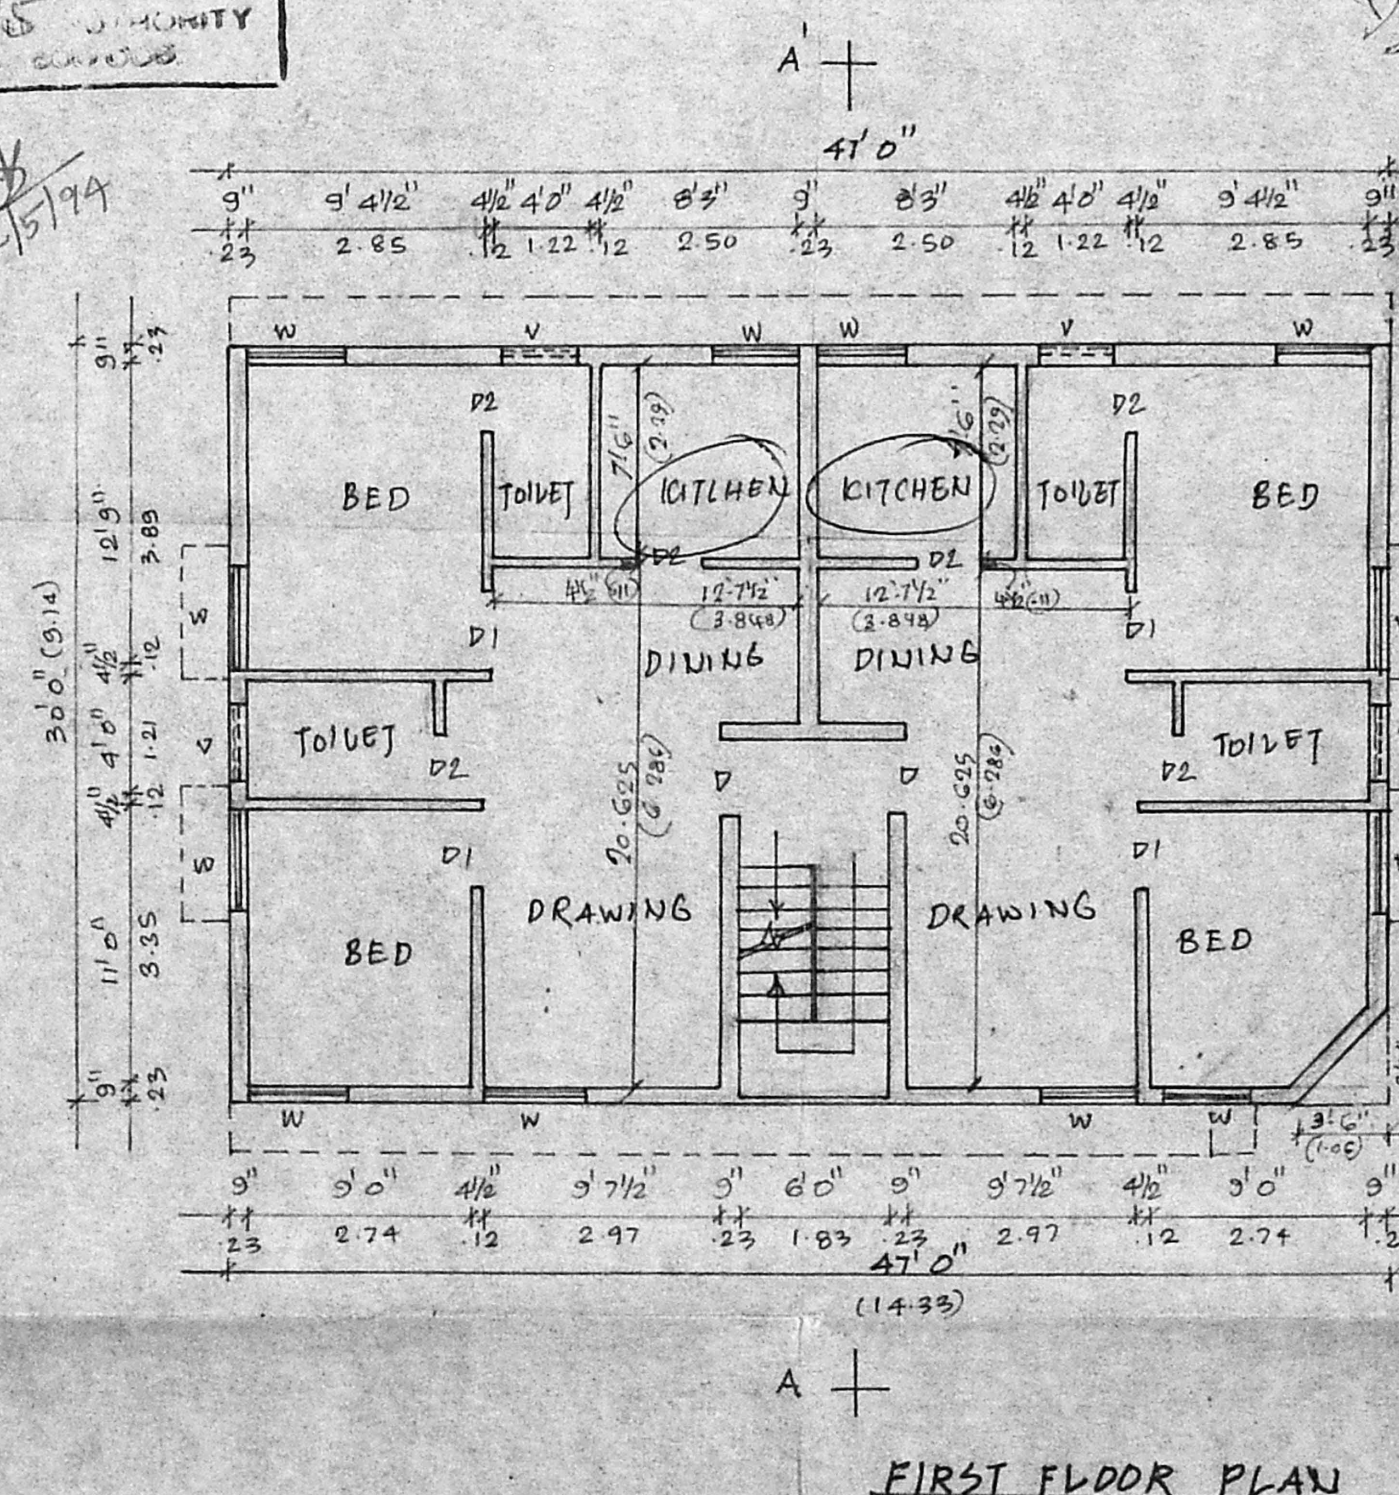 AUTHORITY
5/94
A'
47'0"
9" 9'4½" 4½" 4'0" 4½" 8'3" 9" 8'3" 4½" 4'0" 4½" 9'4½" 9"
.23 2.85 .12 1.22 .12 2.50 .23 2.50 .12 1.22 .12 2.85 .23
W V W W V W
9" .23
D2 D2
7'6" (2.29) 7'6" (2.29)
BED TOILET KITCHEN KITCHEN TOILET BED
12'9" 3.89
D2 D2
4½" (.11) 12'-7½" 12'-7½" 4½" (.11)
(3.848) (3.848)
W
D1 D1
30'0" (9.14)
4½" .12
DINING DINING
4'0" 1.21
V TOILET TOILET
D2 D D D2
20.625 (6.286) 20.625 (6.286)
4½" .12
W D1 D1
DRAWING DRAWING
11'0" 3.35
BED BED
9" .23
W W W W
3'-6"
(1.06)
9" 9'0" 4½" 9'7½" 9" 6'0" 9" 9'7½" 4½" 9'0" 9"
.23 2.74 .12 2.97 .23 1.83 .23 2.97 .12 2.74 .2
47'0"
(14.33)
A
FIRST FLOOR PLAN